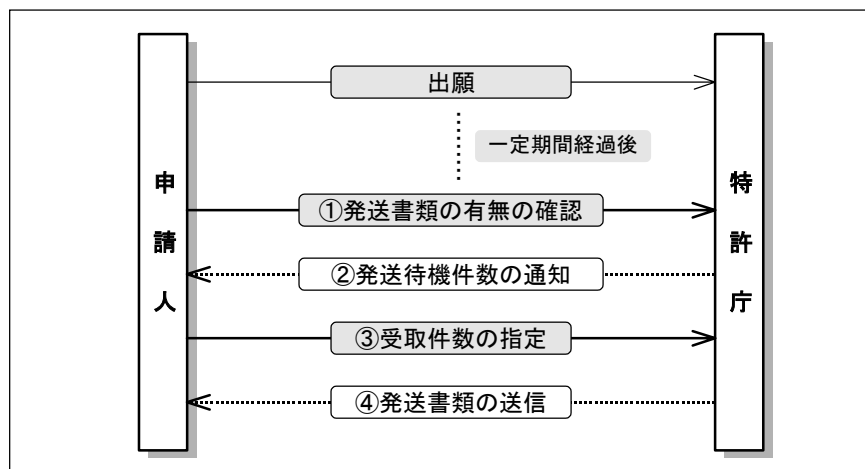 出願
一定期間経過後
申請人
特許庁
①発送書類の有無の確認
②発送待機件数の通知
③受取件数の指定
④発送書類の送信